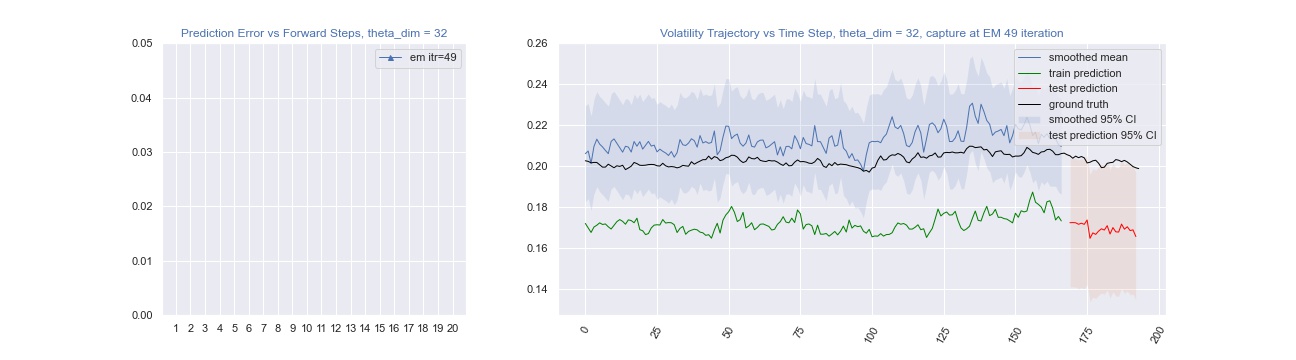 Prediction Error vs Forward Steps, theta_dim = 32
0.05
0.04
0.03
0.02
0.01
0.00
em itr=49
1 2 3 4 5 6 7 8 9 10 11 12 13 14 15 16 17 18 19 20
Volatility Trajectory vs Time Step, theta_dim = 32, capture at EM 49 iteration
0.26
0.24
0.22
0.20
0.18
0.16
0.14
smoothed mean
train prediction
test prediction
ground truth
smoothed 95% CI
test prediction 95% CI
0 25 50 75 100 125 150 175 200